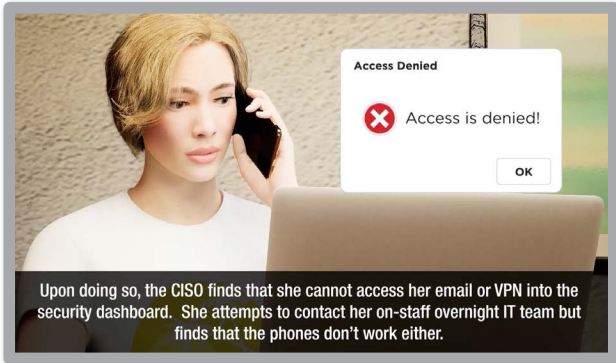 Access Denied
Access is denied!
OK
Upon doing so, the CISO finds that she cannot access her email or VPN into the
security dashboard.  She attempts to contact her on-staff overnight IT team but
finds that the phones don’t work either.